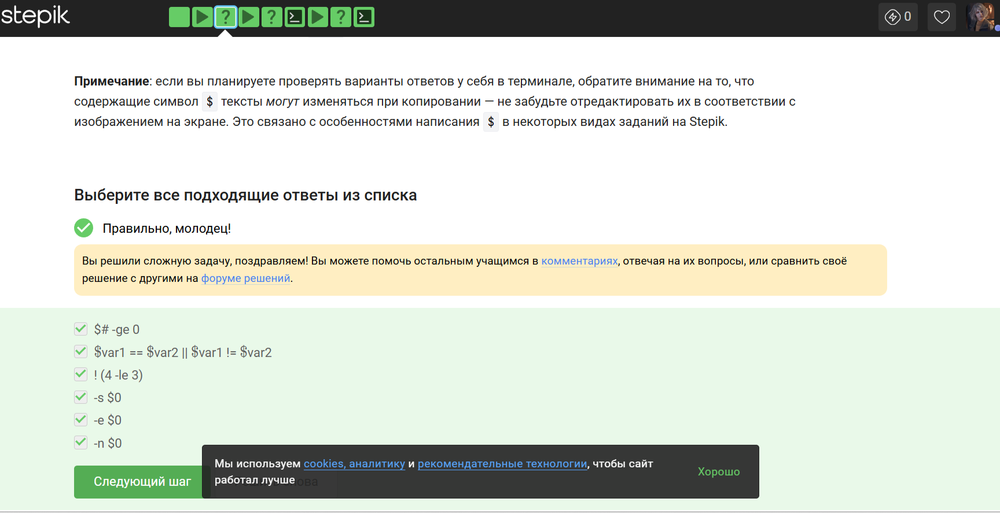 stepik
0
Примечание: если вы планируете проверять варианты ответов у себя в терминале, обратите внимание на то, что
содержащие символ $ тексты могут изменяться при копировании — не забудьте отредактировать их в соответствии с
изображением на экране. Это связано с особенностями написания $ в некоторых видах заданий на Stepik.
Выберите все подходящие ответы из списка
Правильно, молодец!
Вы решили сложную задачу, поздравляем! Вы можете помочь остальным учащимся в комментариях, отвечая на их вопросы, или сравнить своё
решение с другими на форуме решений.
$# -ge 0
$var1 == $var2 || $var1 != $var2
! (4 -le 3)
-s $0
-e $0
-n $0
Следующий шаг
Мы используем cookies, аналитику и рекомендательные технологии, чтобы сайт
работал лучше
Хорошо